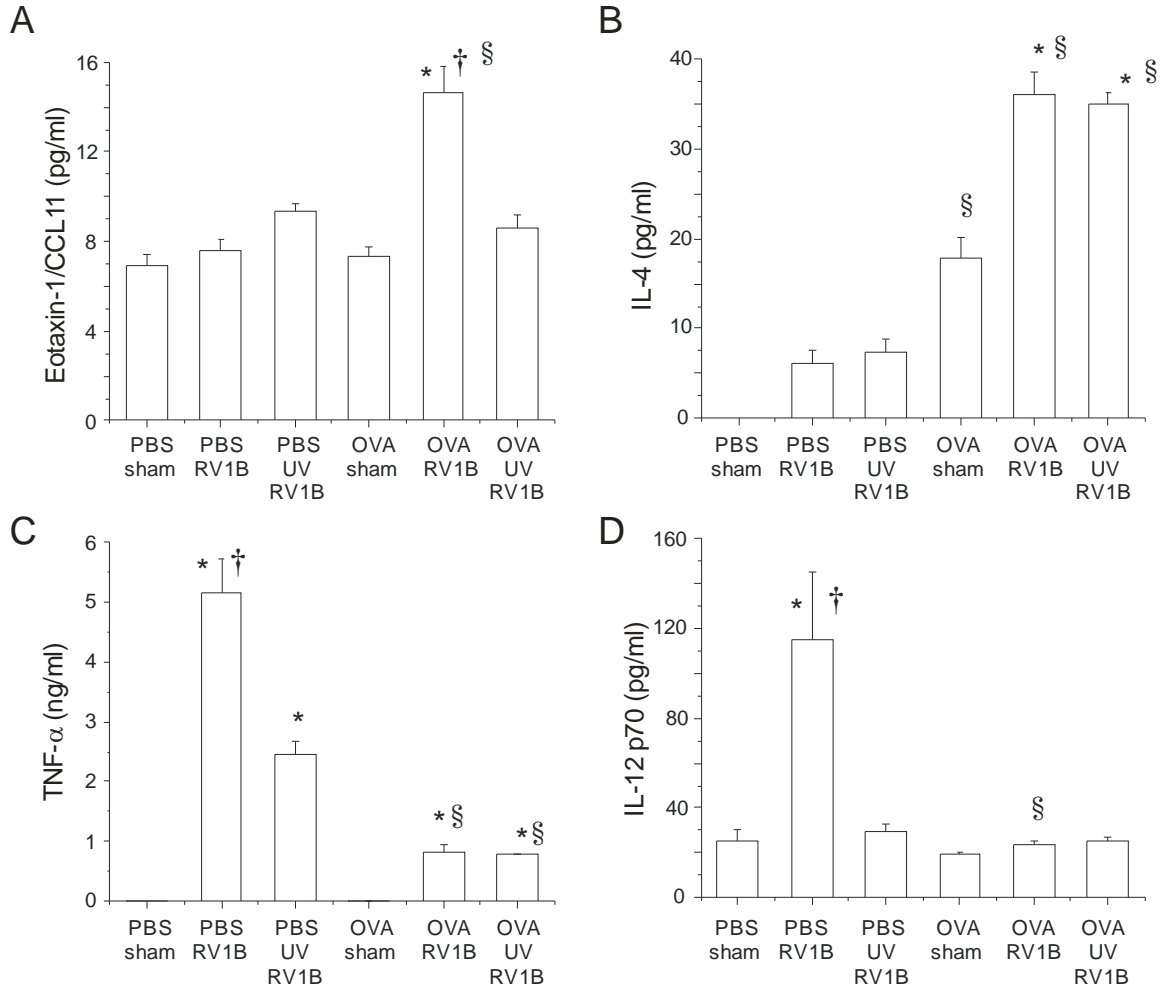 A
Eotaxin-1/CCL11 (pg/ml)
16
12
8
4
0
* † §
PBS sham
PBS RV1B
PBS UV RV1B
OVA sham
OVA RV1B
OVA UV RV1B
B
IL-4 (pg/ml)
40
30
20
10
0
§
* §
* §
PBS sham
PBS RV1B
PBS UV RV1B
OVA sham
OVA RV1B
OVA UV RV1B
C
TNF-α (ng/ml)
6
5
4
3
2
1
0
* †
*
* §
* §
PBS sham
PBS RV1B
PBS UV RV1B
OVA sham
OVA RV1B
OVA UV RV1B
D
IL-12 p70 (pg/ml)
160
120
80
40
0
* †
§
PBS sham
PBS RV1B
PBS UV RV1B
OVA sham
OVA RV1B
OVA UV RV1B